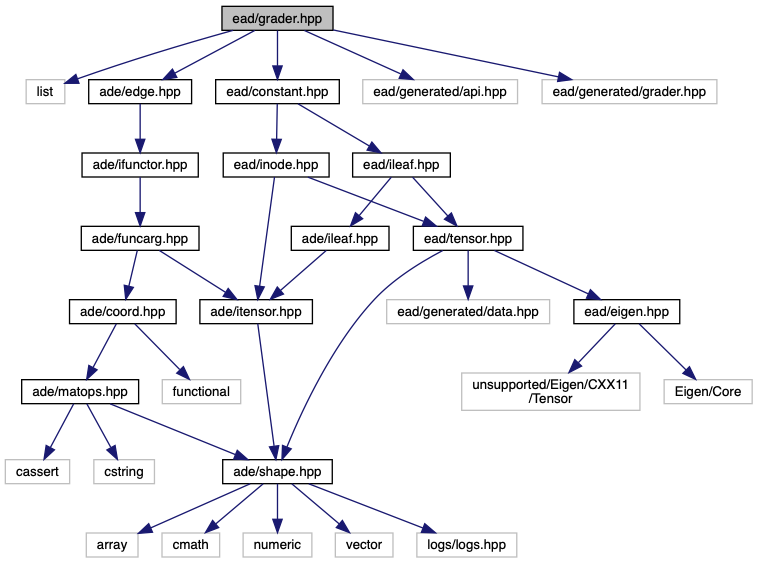 ead/grader.hpp
list
ade/edge.hpp
ead/constant.hpp
ead/generated/api.hpp
ead/generated/grader.hpp
ade/ifunctor.hpp
ead/inode.hpp
ead/ileaf.hpp
ade/funcarg.hpp
ade/ileaf.hpp
ead/tensor.hpp
ade/coord.hpp
ade/itensor.hpp
ead/generated/data.hpp
ead/eigen.hpp
ade/matops.hpp
functional
unsupported/Eigen/CXX11
/Tensor
Eigen/Core
cassert
cstring
ade/shape.hpp
array
cmath
numeric
vector
logs/logs.hpp